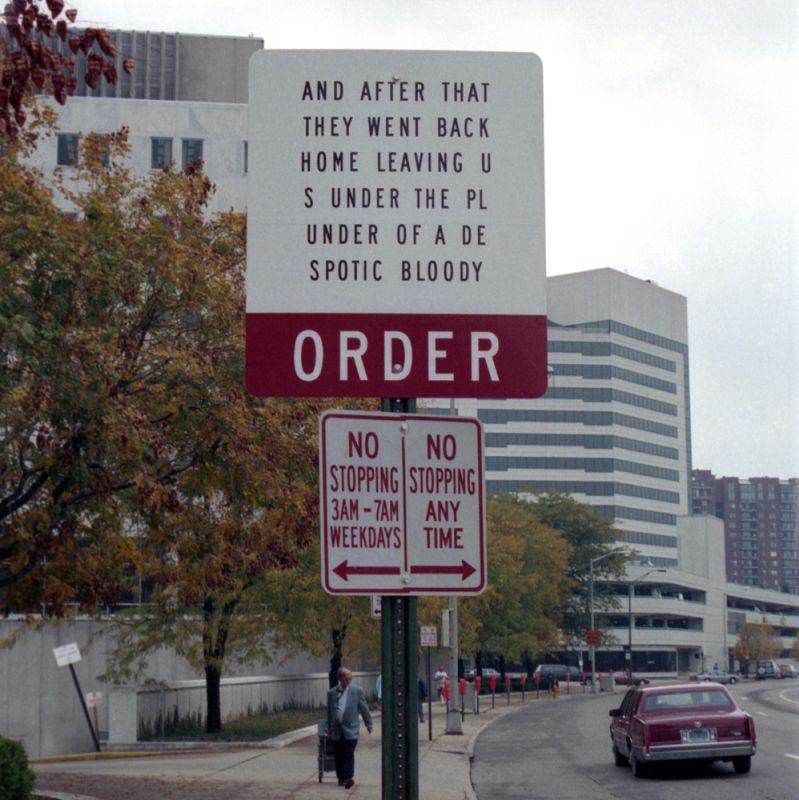 AND AFTER THAT
THEY WENT BACK
HOME LEAVING U
S UNDER THE PL
UNDER OF A DE
SPOTIC BLOODY
ORDER
NO
STOPPING
3AM-7AM
WEEKDAYS
NO
STOPPING
ANY
TIME